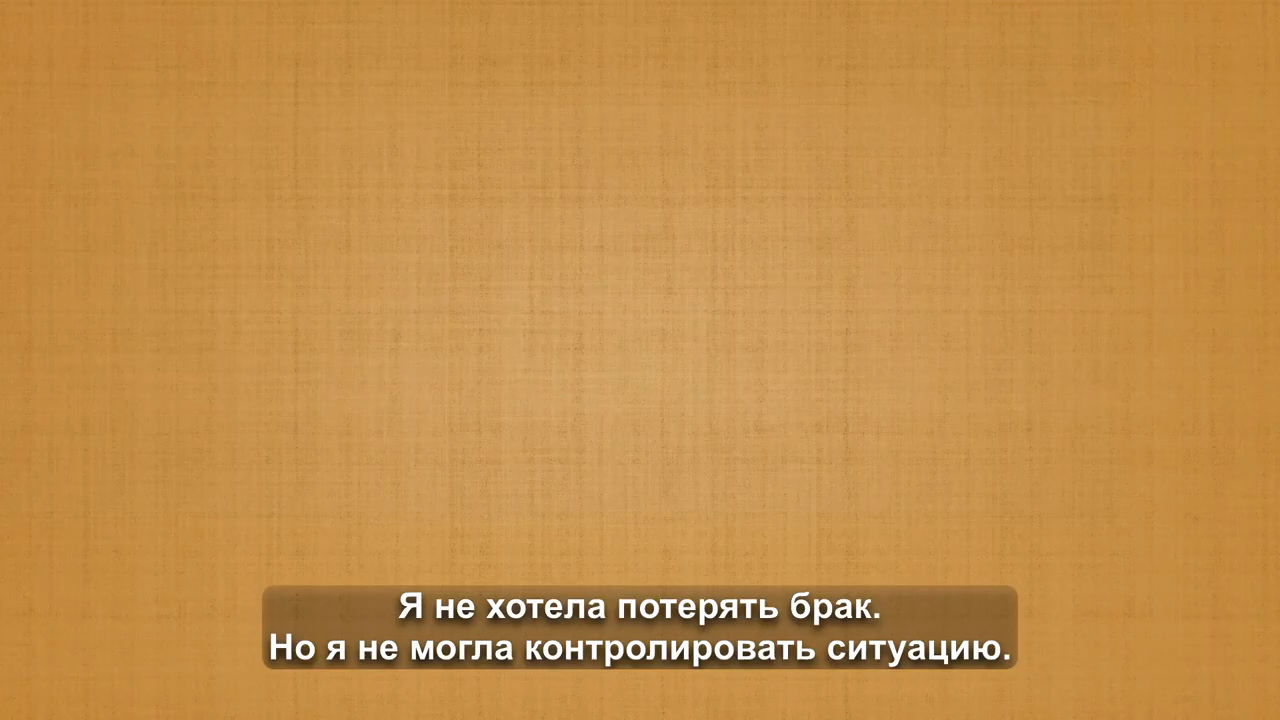 Я не хотела потерять брак.
Но я не могла контролировать ситуацию.